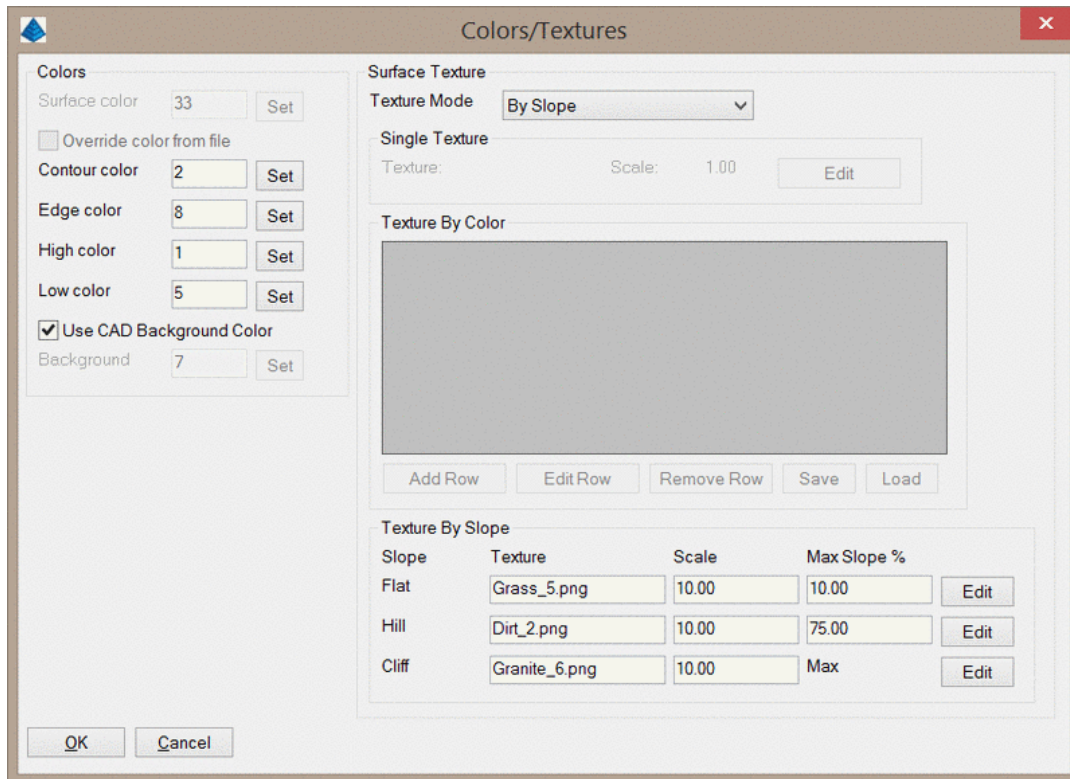 Colors/Textures
Colors
Surface color 33 Set
Override color from file
Contour color 2 Set
Edge color 8 Set
High color 1 Set
Low color 5 Set
Use CAD Background Color
Background 7 Set
Surface Texture
Texture Mode By Slope
Single Texture
Texture: Scale: 1.00 Edit
Texture By Color
Add Row Edit Row Remove Row Save Load
Texture By Slope
Slope Texture Scale Max Slope %
Flat Grass_5.png 10.00 10.00 Edit
Hill Dirt_2.png 10.00 75.00 Edit
Cliff Granite_6.png 10.00 Max Edit
OK Cancel